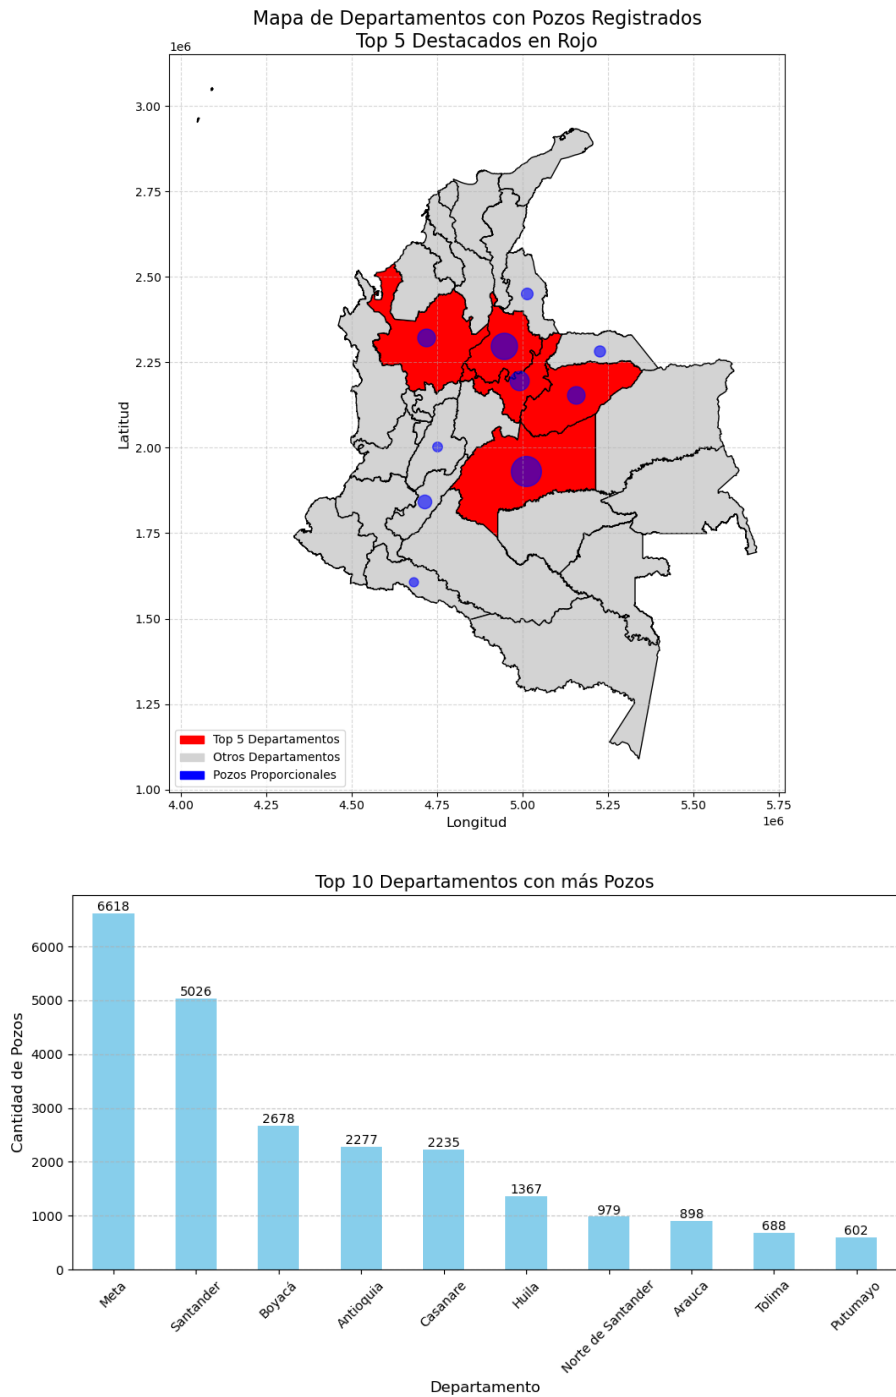 Mapa de Departamentos con Pozos Registrados
Top 5 Destacados en Rojo
1e6
3.00
2.75
2.50
2.25
2.00
1.75
1.50
1.25
1.00
Latitud
Top 5 Departamentos
Otros Departamentos
Pozos Proporcionales
4.00 4.25 4.50 4.75 5.00 5.25 5.50 5.75
Longitud
1e6
Top 10 Departamentos con más Pozos
6618
5026
2678
2277
2235
1367
979
898
688
602
6000
5000
4000
3000
2000
1000
0
Cantidad de Pozos
Meta
Santander
Boyacá
Antioquia
Casanare
Huila
Norte de Santander
Arauca
Tolima
Putumayo
Departamento